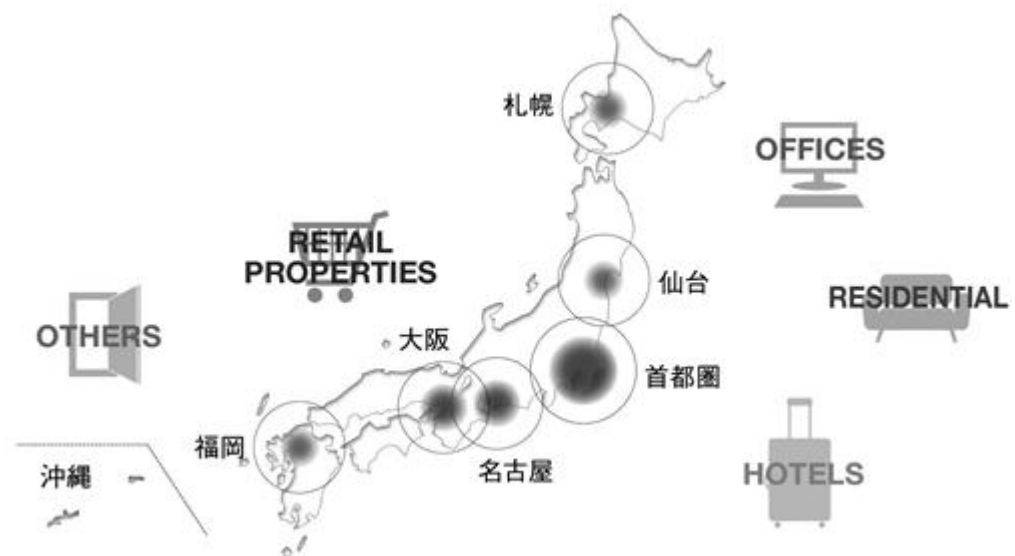 札幌
OFFICES
RETAIL
PROPERTIES
仙台
RESIDENTIAL
OTHERS
大阪
首都圏
福岡
名古屋
沖縄
HOTELS